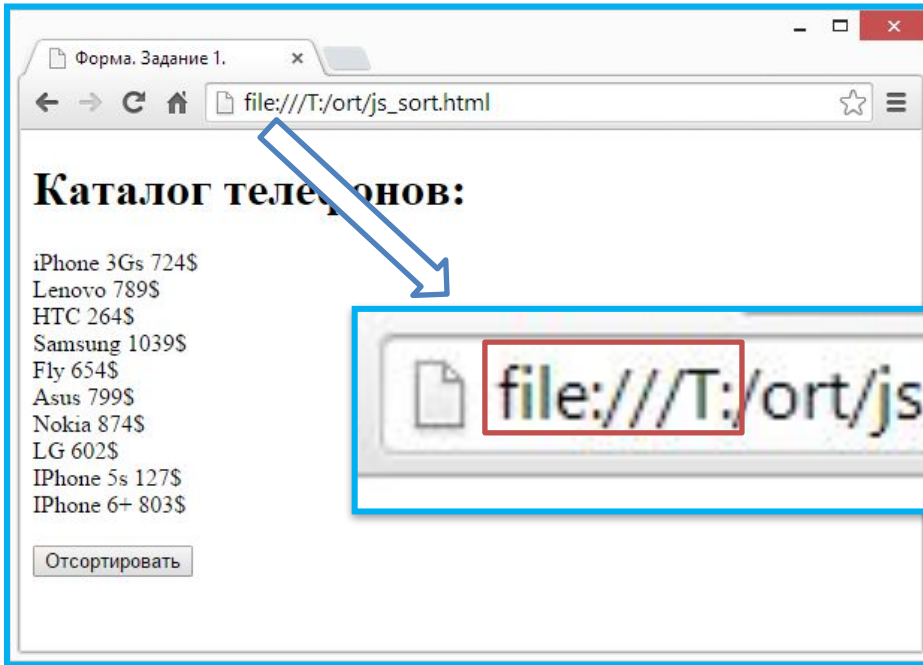 Форма. Задание 1.
file:///T:/ort/js_sort.html
Каталог телефонов:
iPhone 3Gs 724$
Lenovo 789$
HTC 264$
Samsung 1039$
Fly 654$
Asus 799$
Nokia 874$
LG 602$
IPhone 5s 127$
IPhone 6+ 803$
Отсортировать
file:///T:/ort/js